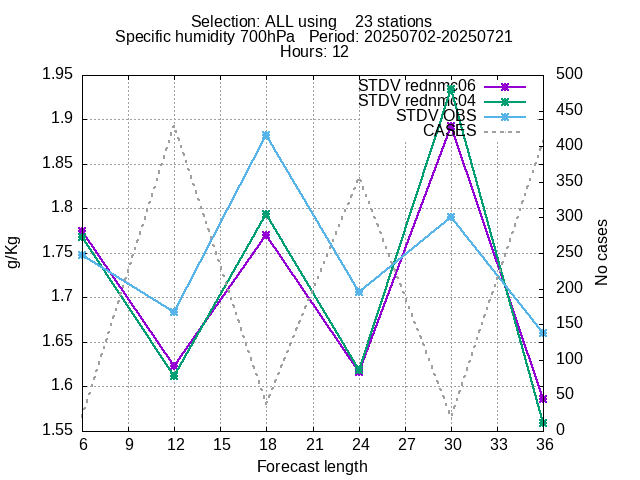 Selection: ALL using    23 stations
Specific humidity 700hPa   Period: 20250702-20250721
Hours: 12
STDV rednmc06
STDV rednmc04
STDV OBS
CASES
1.95
1.9
1.85
1.8
1.75
1.7
1.65
1.6
1.55
g/Kg
500
450
400
350
300
250
200
150
100
50
0
No cases
6 9 12 15 18 21 24 27 30 33 36
Forecast length